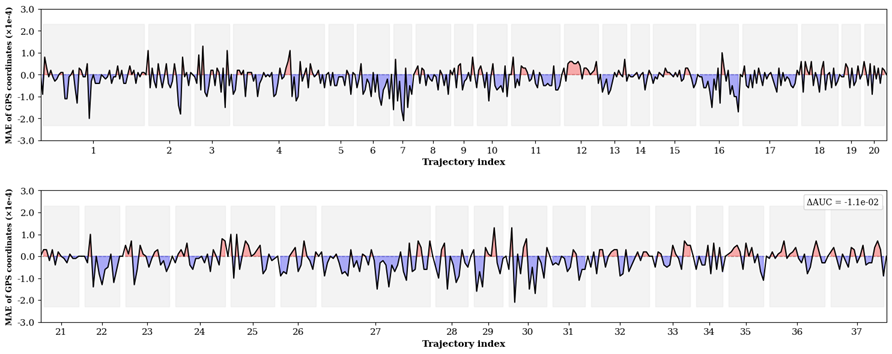 MAE of GPS coordinates (×1e-4)
3.0
2.0
1.0
0.0
-1.0
-2.0
-3.0
1 2 3 4 5 6 7 8 9 10 11 12 13 14 15 16 17 18 19 20
Trajectory index
MAE of GPS coordinates (×1e-4)
3.0
2.0
1.0
0.0
-1.0
-2.0
-3.0
ΔAUC = -1.1e-02
21 22 23 24 25 26 27 28 29 30 31 32 33 34 35 36 37
Trajectory index